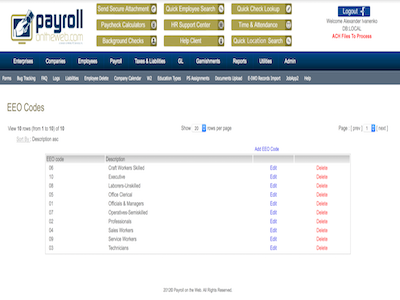 payroll
ontheweb.com
Send Secure Attachment
Quick Employee Search
Quick Check Lookup
Paycheck Calculators
HR Support Center
Time & Attendance
Background Checks
Help Client
Quick Location Search
Logout
Welcome Alexander Ivanenko
DB:LOCAL
ACH Files To Process
Enterprises Companies Employees Payroll Taxes & Liabilities GL Garnishments Reports Utilities Admin
Forms Bug Tracking FAQ Logs Liabilities Employee Delete Company Calendar W2 Education Types PS Assignments Documents Upload E-DWD Records Import JobAppz Help
EEO Codes
View 10 rows (from 1 to 10) of 10
Show 25 rows per page
Page : [ prev ] 1 [ next ]
Sort By: Description asc
Add EEO Code
EEO code Description
06 Craft Workers Skilled Edit Delete
10 Executive Edit Delete
08 Laborers-Unskilled Edit Delete
05 Office Clerical Edit Delete
01 Officials & Managers Edit Delete
07 Operatives-Semiskilled Edit Delete
02 Professionals Edit Delete
04 Sales Workers Edit Delete
09 Service Workers Edit Delete
03 Technicians Edit Delete
Payroll on the Web. All Rights Reserved.